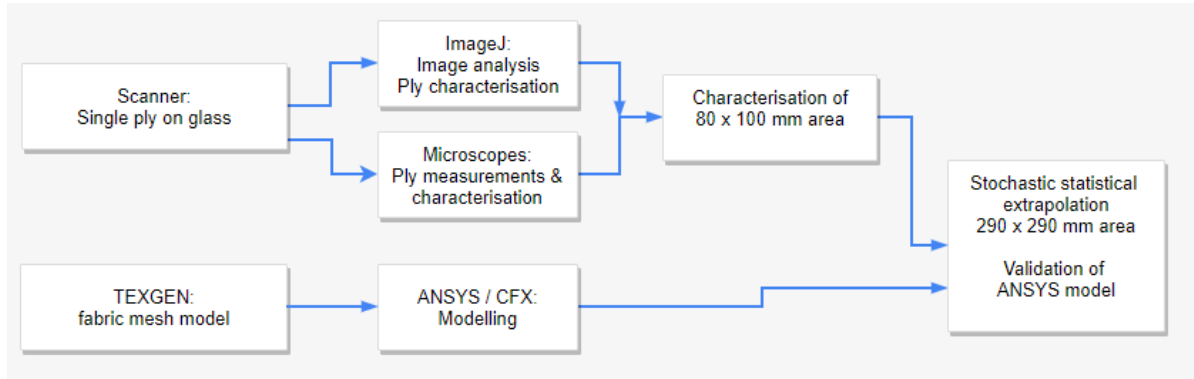 Scanner:
Single ply on glass
ImageJ:
Image analysis
Ply characterisation
Microscopes:
Ply measurements &
characterisation
Characterisation of
80 x 100 mm area
TEXGEN:
fabric mesh model
ANSYS / CFX:
Modelling
Stochastic statistical
extrapolation
290 x 290 mm area
Validation of
ANSYS model